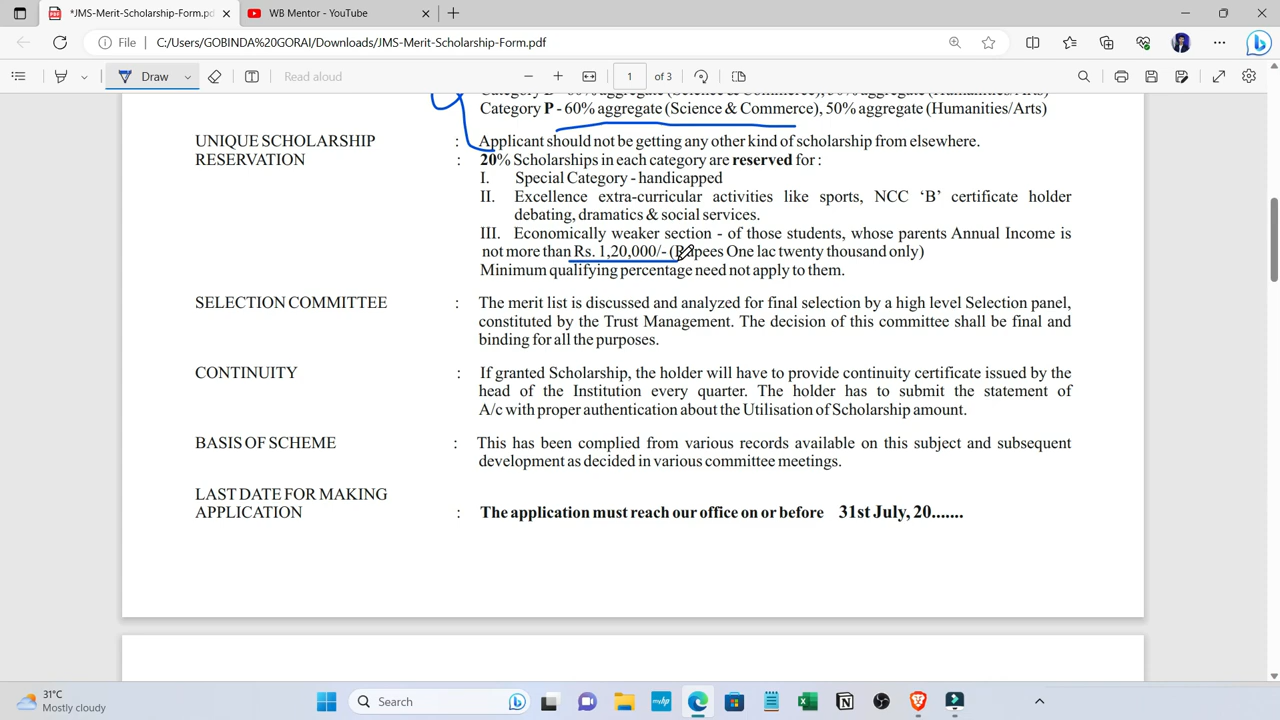 *JMS-Merit-Scholarship-Form.pd
WB Mentor - YouTube
File
C:/Users/GOBINDA%20GORAI/Downloads/JMS-Merit-Scholarship-Form.pdf
Draw
Read aloud
1 of 3
Category P - 60% aggregate (Science & Commerce), 50% aggregate (Humanities/Arts)
UNIQUE SCHOLARSHIP : Applicant should not be getting any other kind of scholarship from elsewhere.
RESERVATION : 20% Scholarships in each category are reserved for :
I. Special Category - handicapped
II. Excellence extra-curricular activities like sports, NCC ‘B’ certificate holder
debating, dramatics & social services.
III. Economically weaker section - of those students, whose parents Annual Income is
not more than Rs. 1,20,000/- (Rupees One lac twenty thousand only)
Minimum qualifying percentage need not apply to them.
SELECTION COMMITTEE : The merit list is discussed and analyzed for final selection by a high level Selection panel,
constituted by the Trust Management. The decision of this committee shall be final and
binding for all the purposes.
CONTINUITY : If granted Scholarship, the holder will have to provide continuity certificate issued by the
head of the Institution every quarter. The holder has to submit the statement of
A/c with proper authentication about the Utilisation of Scholarship amount.
BASIS OF SCHEME : This has been complied from various records available on this subject and subsequent
development as decided in various committee meetings.
LAST DATE FOR MAKING
APPLICATION : The application must reach our office on or before 31st July, 20.......
31°C
Mostly cloudy
Search